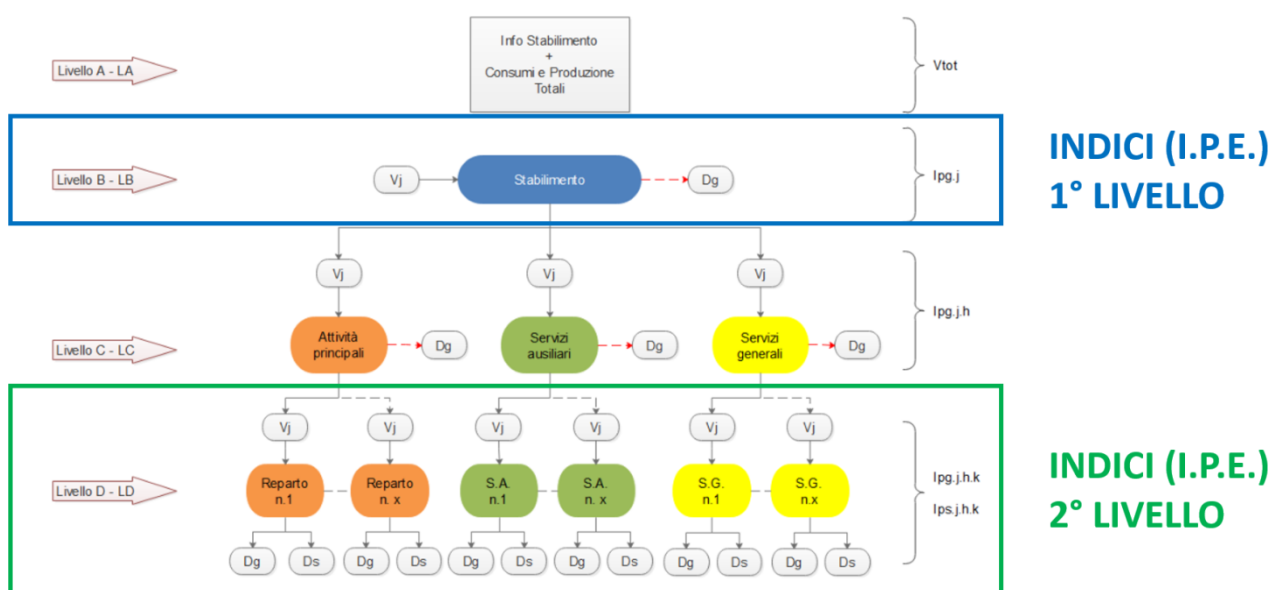 Info Stabilimento
+
Consumi e Produzione
Totali
Livello A - LA
Vtot
INDICI (I.P.E.)
1° LIVELLO
Livello B - LB
Vj
Stabilimento
Dg
Ipg.j
Vj
Vj
Vj
Ipg.j.h
Livello C - LC
Attività
principali
Dg
Servizi
ausiliari
Dg
Servizi
generali
Dg
Vj
Vj
Vj
Vj
Vj
Vj
INDICI (I.P.E.)
2° LIVELLO
Livello D - LD
Reparto
n.1
Reparto
n. x
S.A.
n.1
S.A.
n. x
S.G.
n.1
S.G.
n.x
Ipg.j.h.k
Ips.j.h.k
Dg
Ds
Dg
Ds
Dg
Ds
Dg
Ds
Dg
Ds
Dg
Ds